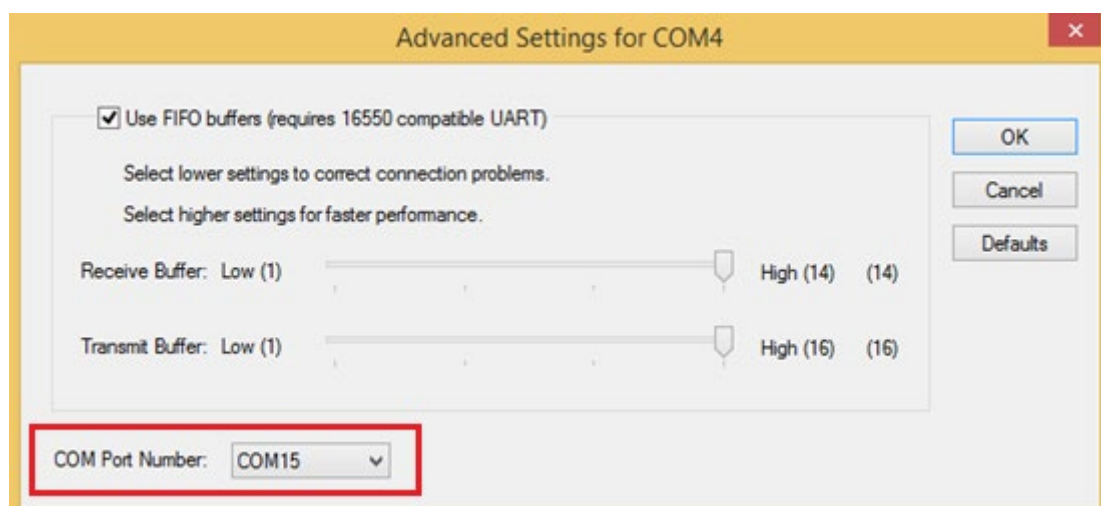 Advanced Settings for COM4
Use FIFO buffers (requires 16550 compatible UART)
OK
Select lower settings to correct connection problems.
Cancel
Select higher settings for faster performance.
Defaults
Receive Buffer: Low (1) High (14) (14)
Transmit Buffer: Low (1) High (16) (16)
COM Port Number: COM15